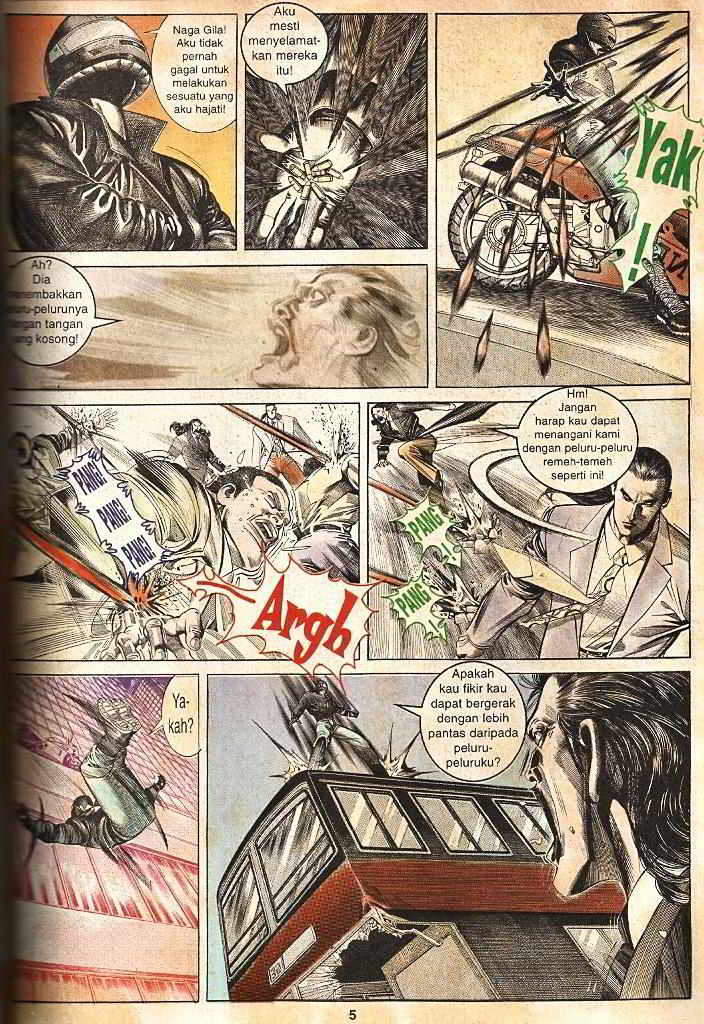 Naga Gila!
Aku tidak
pernah
gagal untuk
melakukan
sesuatu yang
aku hajati!
Aku
mesti
menyelamat-
kan mereka
itu!
Yak
!
Ah?
Dia
menembakkan
peluru-pelurunya
dengan tangan
yang kosong!
PANG!
PANG!
PANG!
Argh
Hm!
Jangan
harap kau dapat
menangani kami
dengan peluru-peluru
remeh-temeh
seperti ini!
PANG
!
PANG
!
Ya-
kah?
Apakah
kau fikir kau
dapat bergerak
dengan lebih
pantas daripada
peluru-
peluruku?
5